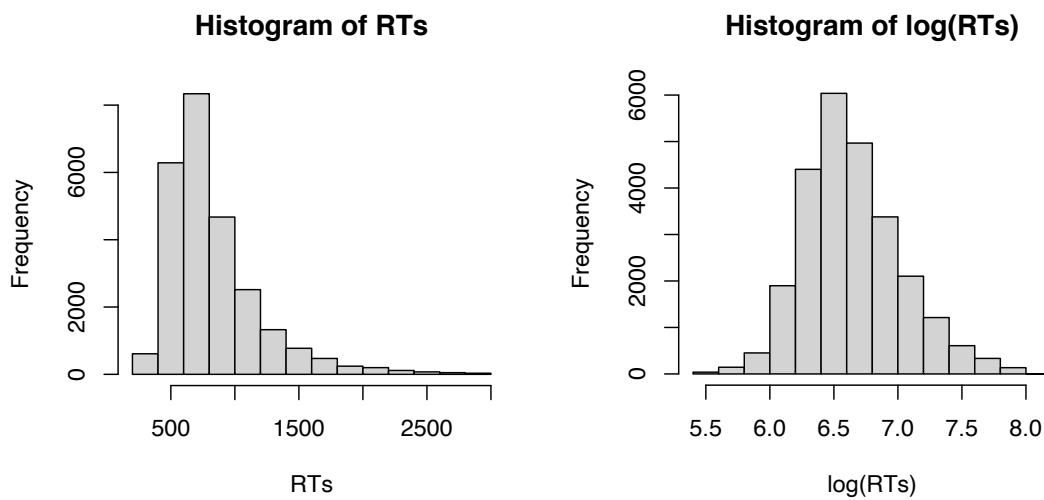 Histogram of RTs
Frequency
6000
2000
0
500 1500 2500
RTs
Histogram of log(RTs)
Frequency
6000
4000
2000
0
5.5 6.0 6.5 7.0 7.5 8.0
log(RTs)